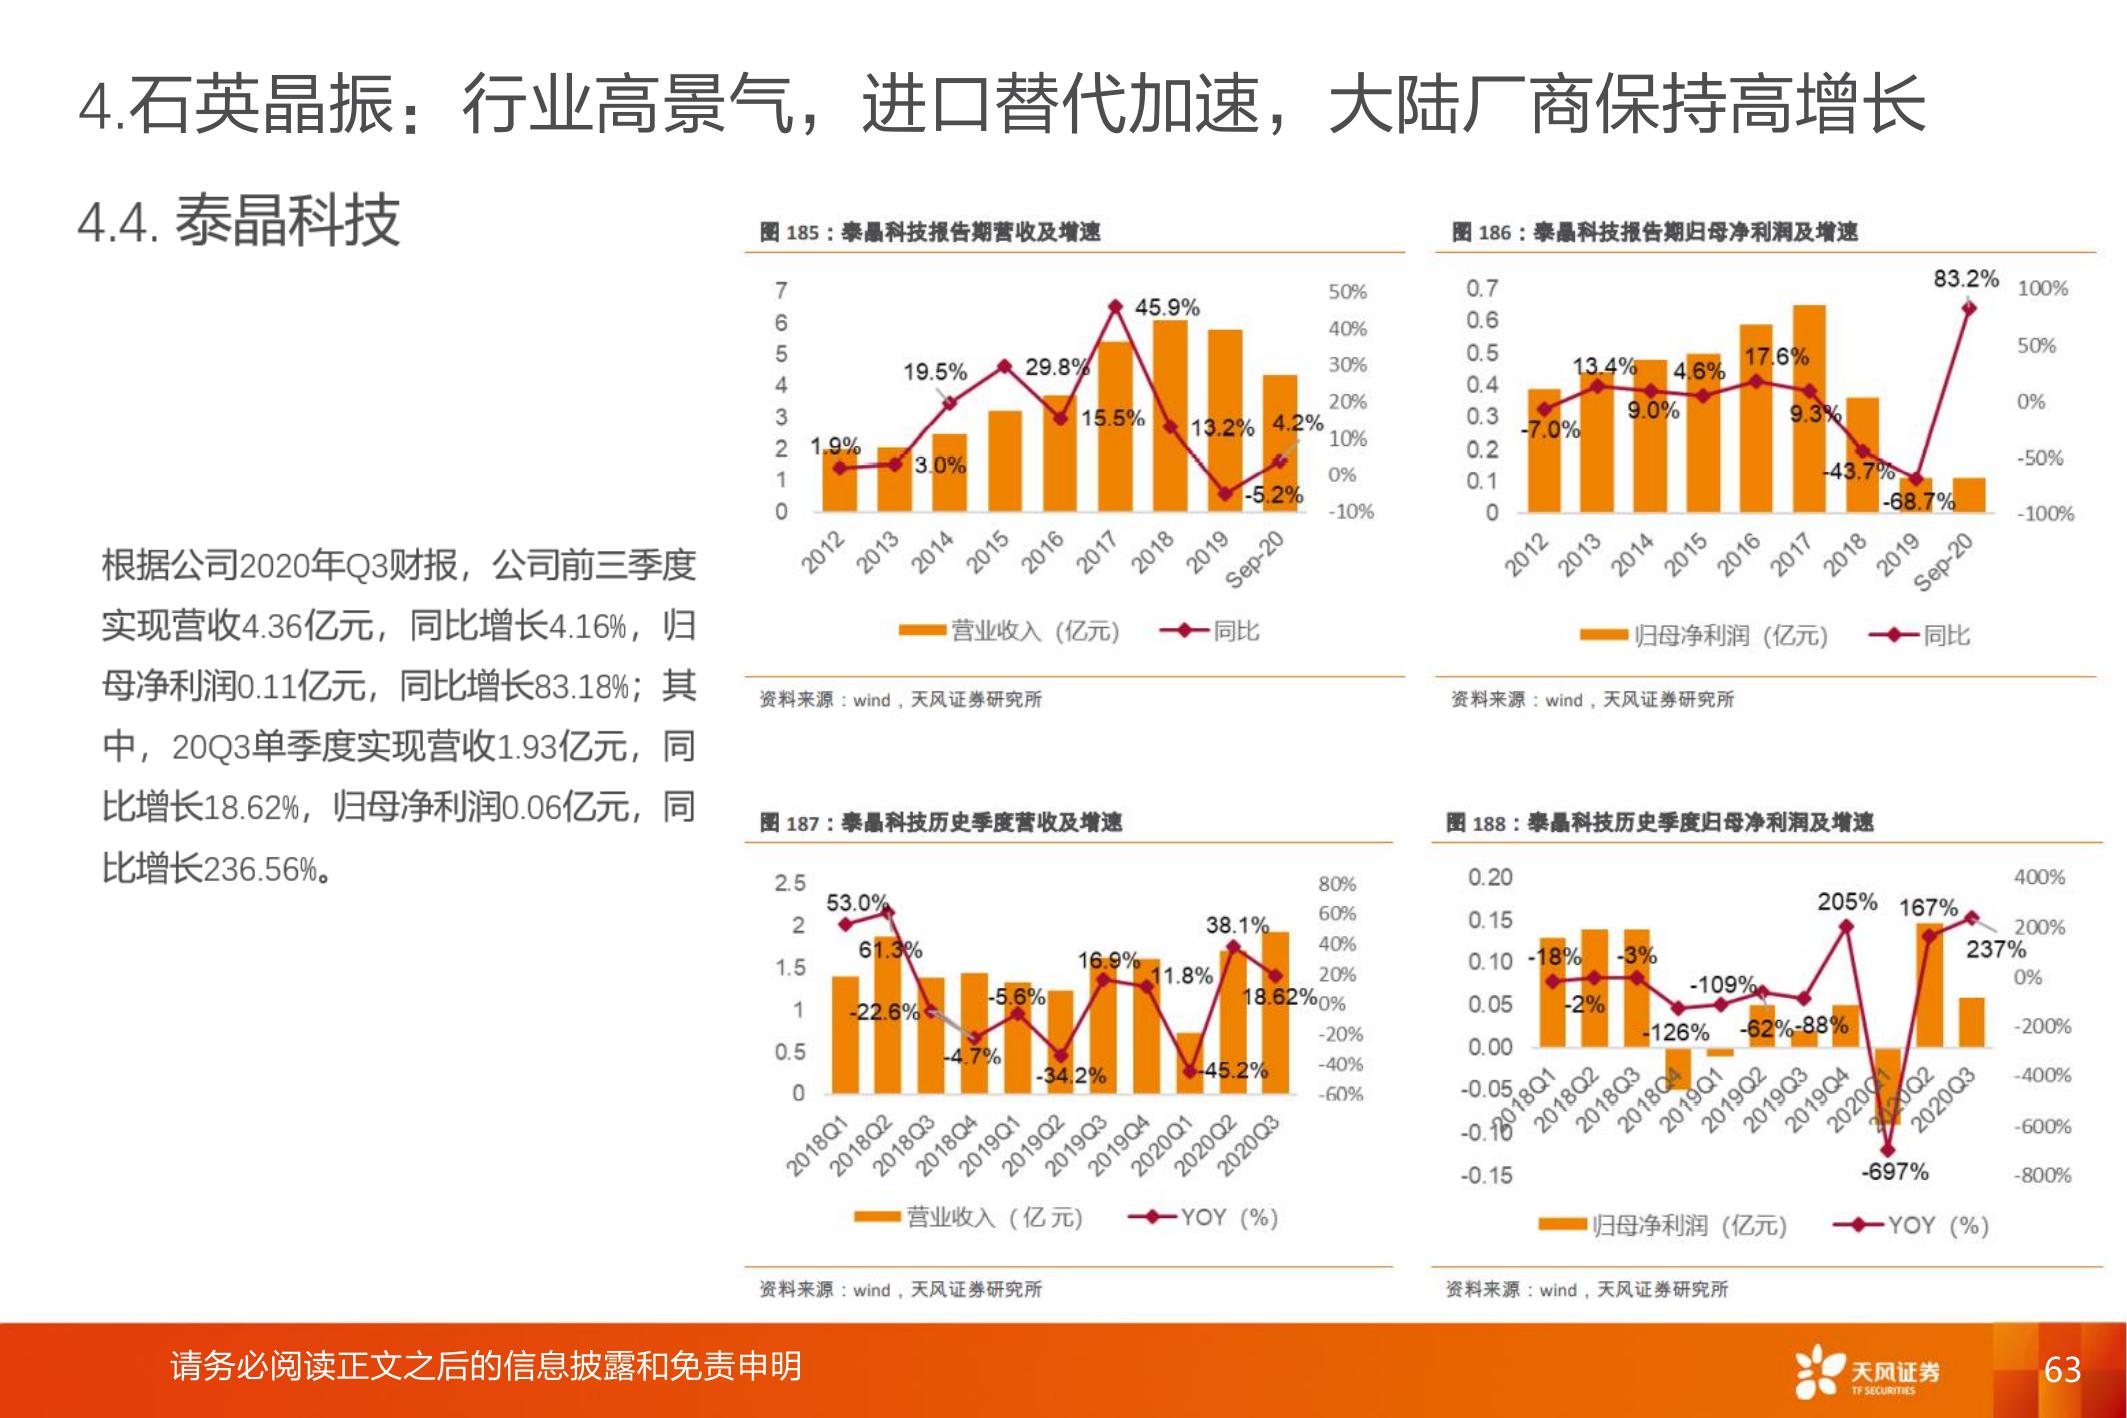 4.石英晶振：行业高景气，进口替代加速，大陆厂商保持高增长
4.4. 泰晶科技
根据公司2020年Q3财报，公司前三季度
实现营收4.36亿元，同比增长4.16%，归
母净利润0.11亿元，同比增长83.18%；其
中，20Q3单季度实现营收1.93亿元，同
比增长18.62%，归母净利润0.06亿元，同
比增长236.56%。
图 185：泰晶科技报告期营收及增速
7
6
5
4
3
2
1
0
50%
40%
30%
20%
10%
0%
-10%
1.9%
3.0%
19.5%
29.8%
15.5%
45.9%
13.2%
-5.2%
4.2%
2012
2013
2014
2015
2016
2017
2018
2019
Sep-20
营业收入（亿元）
同比
资料来源：wind，天风证券研究所
图 186：泰晶科技报告期归母净利润及增速
0.7
0.6
0.5
0.4
0.3
0.2
0.1
0
100%
50%
0%
-50%
-100%
-7.0%
13.4%
9.0%
4.6%
17.6%
9.3%
-43.7%
-68.7%
83.2%
2012
2013
2014
2015
2016
2017
2018
2019
Sep-20
归母净利润（亿元）
同比
资料来源：wind，天风证券研究所
图 187：泰晶科技历史季度营收及增速
2.5
2
1.5
1
0.5
0
80%
60%
40%
20%
0%
-20%
-40%
-60%
53.0%
61.3%
-22.6%
-4.7%
-5.6%
-34.2%
16.9%
11.8%
-45.2%
38.1%
18.62%
2018Q1
2018Q2
2018Q3
2018Q4
2019Q1
2019Q2
2019Q3
2019Q4
2020Q1
2020Q2
2020Q3
营业收入（亿 元）
YOY（%）
资料来源：wind，天风证券研究所
图 188：泰晶科技历史季度归母净利润及增速
0.20
0.15
0.10
0.05
0.00
-0.05
-0.10
-0.15
400%
200%
0%
-200%
-400%
-600%
-800%
-18%
-2%
-3%
-126%
-109%
-62%
-88%
205%
-697%
167%
237%
2018Q1
2018Q2
2018Q3
2018Q4
2019Q1
2019Q2
2019Q3
2019Q4
2020Q1
2020Q2
2020Q3
归母净利润（亿元）
YOY（%）
资料来源：wind，天风证券研究所
请务必阅读正文之后的信息披露和免责申明
天风证券
TF SECURITIES
63